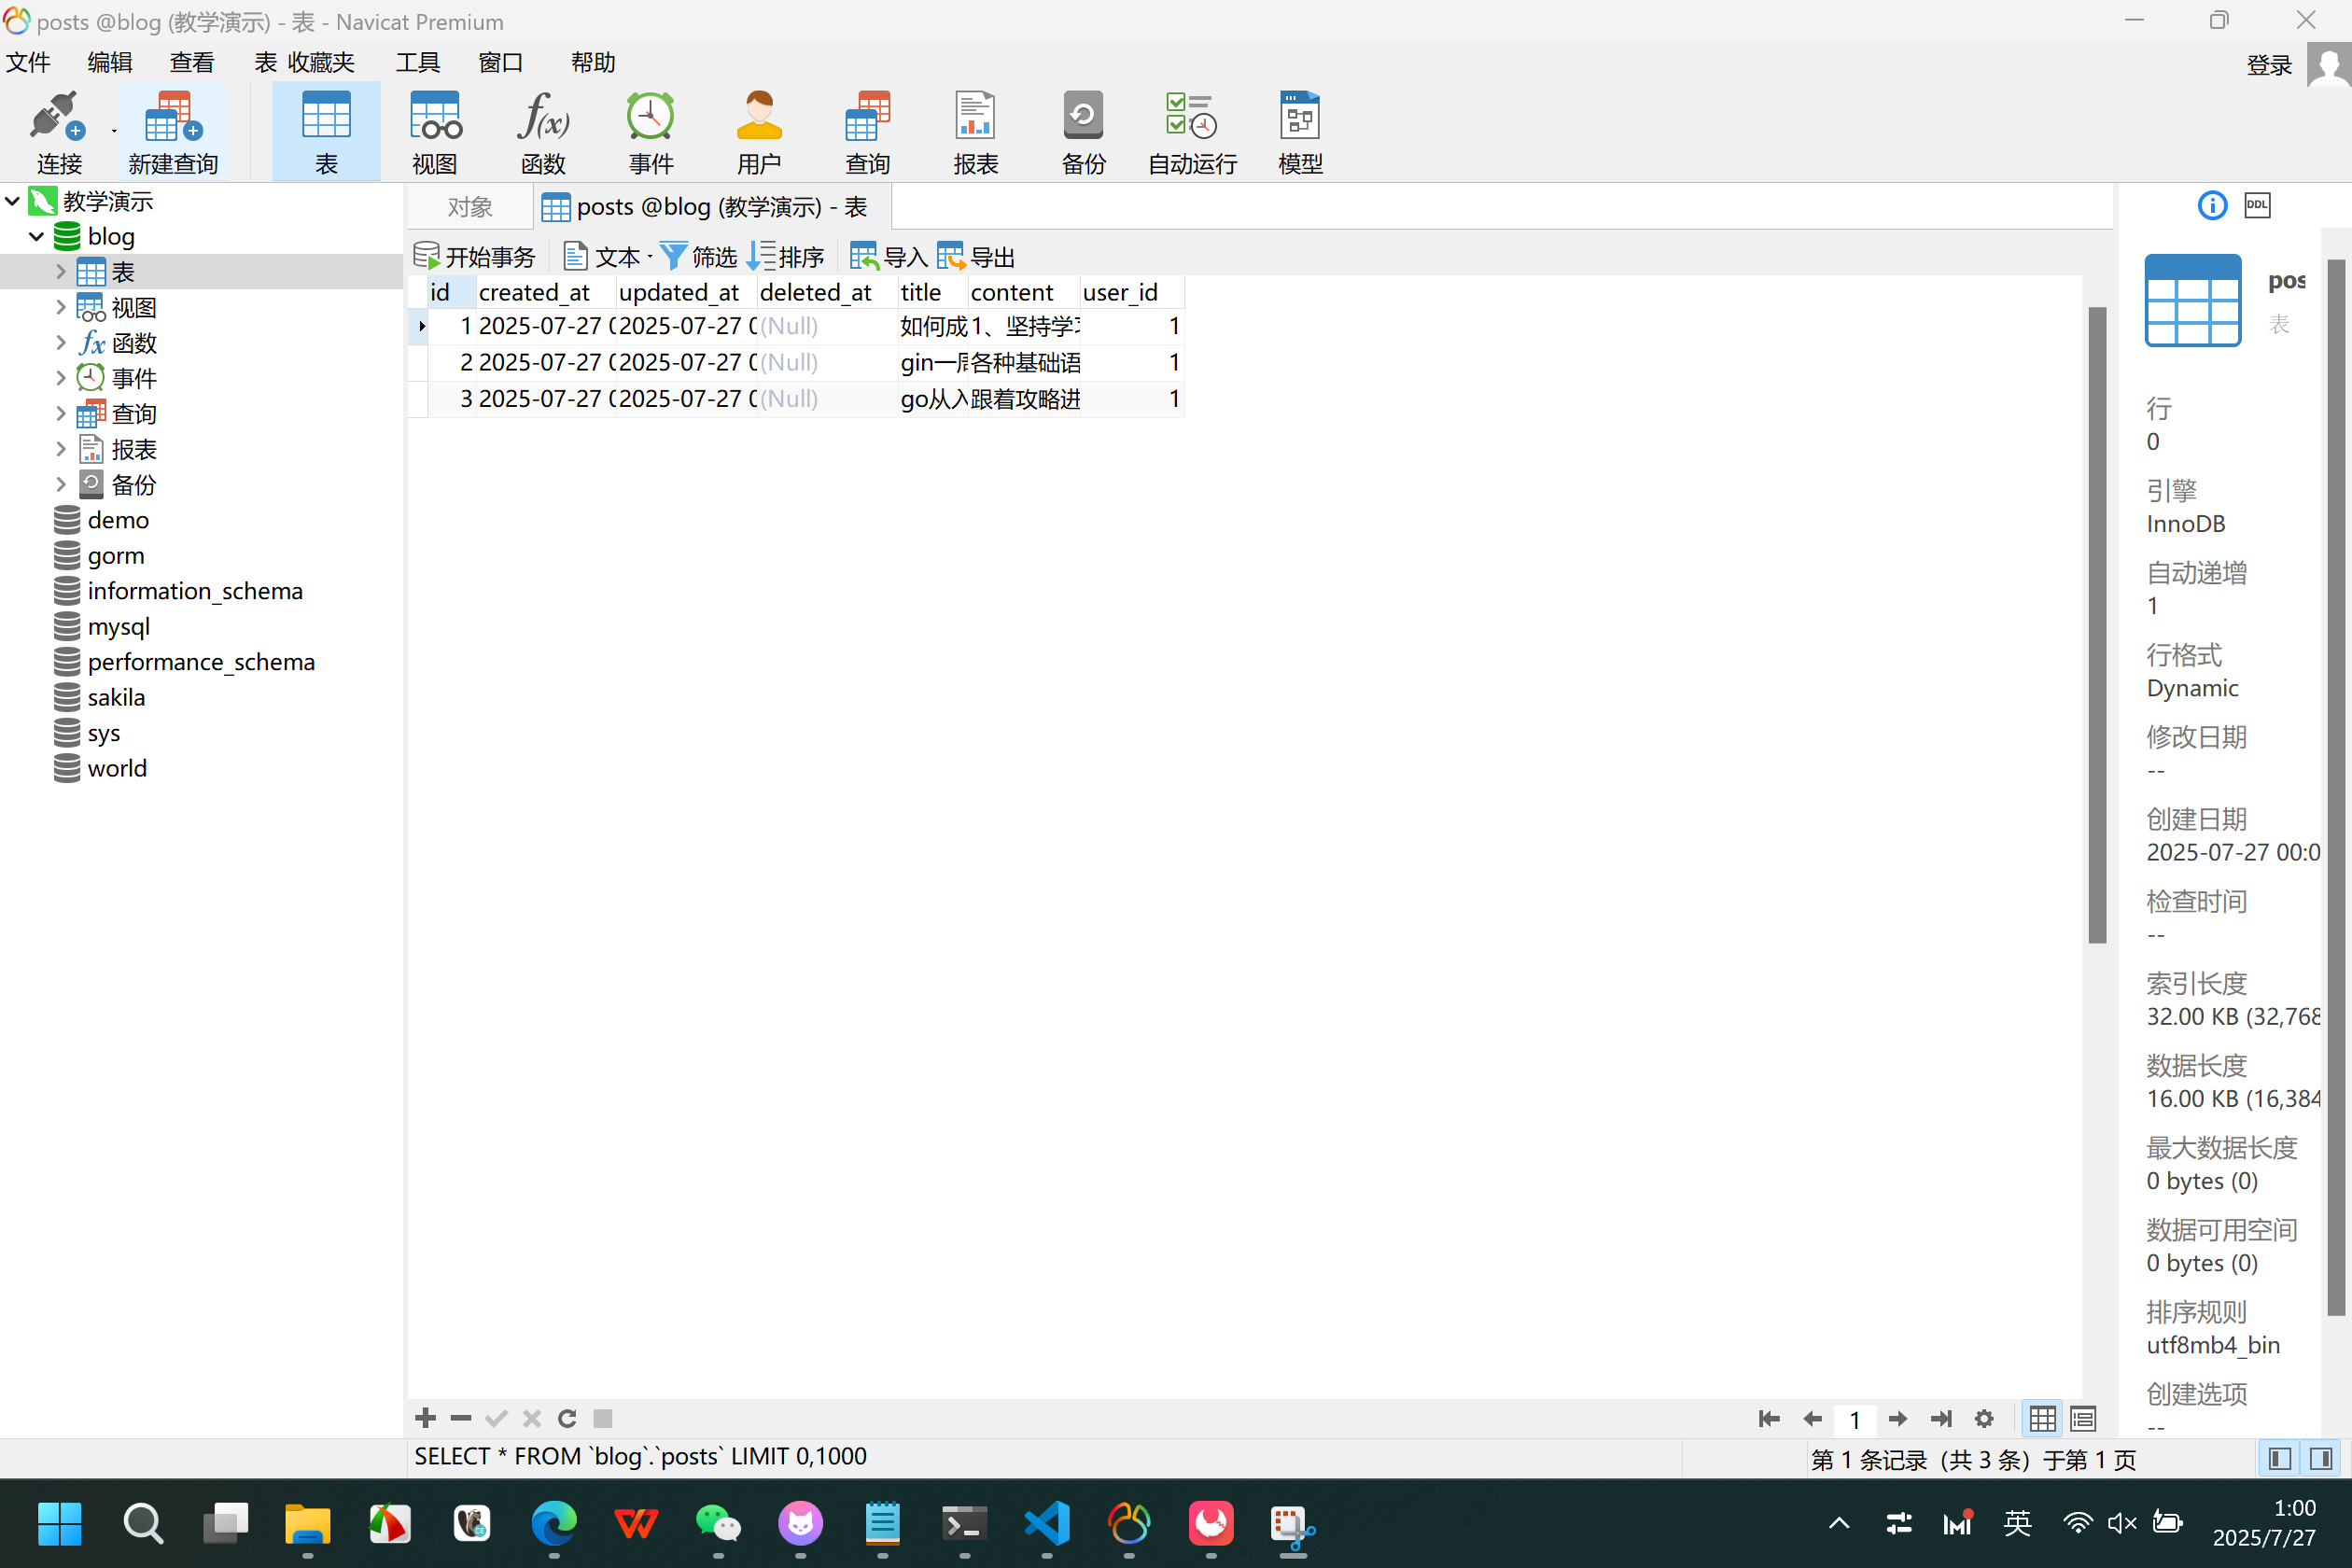 posts @blog (教学演示) - 表 - Navicat Premium
文件 编辑 查看 表 收藏夹 工具 窗口 帮助 登录
连接 新建查询 表 视图 函数 事件 用户 查询 报表 备份 自动运行 模型
教学演示
blog
表
视图
函数
事件
查询
报表
备份
demo
gorm
information_schema
mysql
performance_schema
sakila
sys
world
对象 posts @blog (教学演示) - 表
开始事务 文本 筛选 排序 导入 导出
id created_at updated_at deleted_at title content user_id
1 2025-07-27 2025-07-27 (Null) 如何成 1、坚持学习 1
2 2025-07-27 2025-07-27 (Null) gin一 各种基础语 1
3 2025-07-27 2025-07-27 (Null) go从入 跟着攻略进 1
DDL
pos
表
行
0
引擎
InnoDB
自动递增
1
行格式
Dynamic
修改日期
--
创建日期
2025-07-27 00:0
检查时间
--
索引长度
32.00 KB (32,768
数据长度
16.00 KB (16,384
最大数据长度
0 bytes (0)
数据可用空间
0 bytes (0)
排序规则
utf8mb4_bin
创建选项
--
1
SELECT * FROM `blog`.`posts` LIMIT 0,1000
第 1 条记录（共 3 条）于第 1 页
英
1:00
2025/7/27